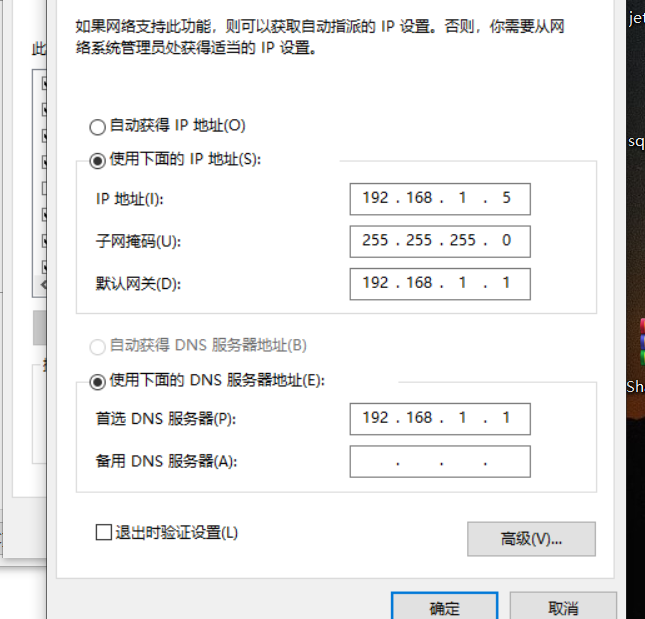 如果网络支持此功能，则可以获取自动指派的 IP 设置。否则，你需要从网
络系统管理员处获得适当的 IP 设置。
此
自动获得 IP 地址(O)
使用下面的 IP 地址(S):
IP 地址(I):
192 . 168 . 1 . 5
子网掩码(U):
255 . 255 . 255 . 0
默认网关(D):
192 . 168 . 1 . 1
自动获得 DNS 服务器地址(B)
使用下面的 DNS 服务器地址(E):
首选 DNS 服务器(P):
192 . 168 . 1 . 1
备用 DNS 服务器(A):
. . .
退出时验证设置(L)
高级(V)...
确定
取消
jet
sq
Sha